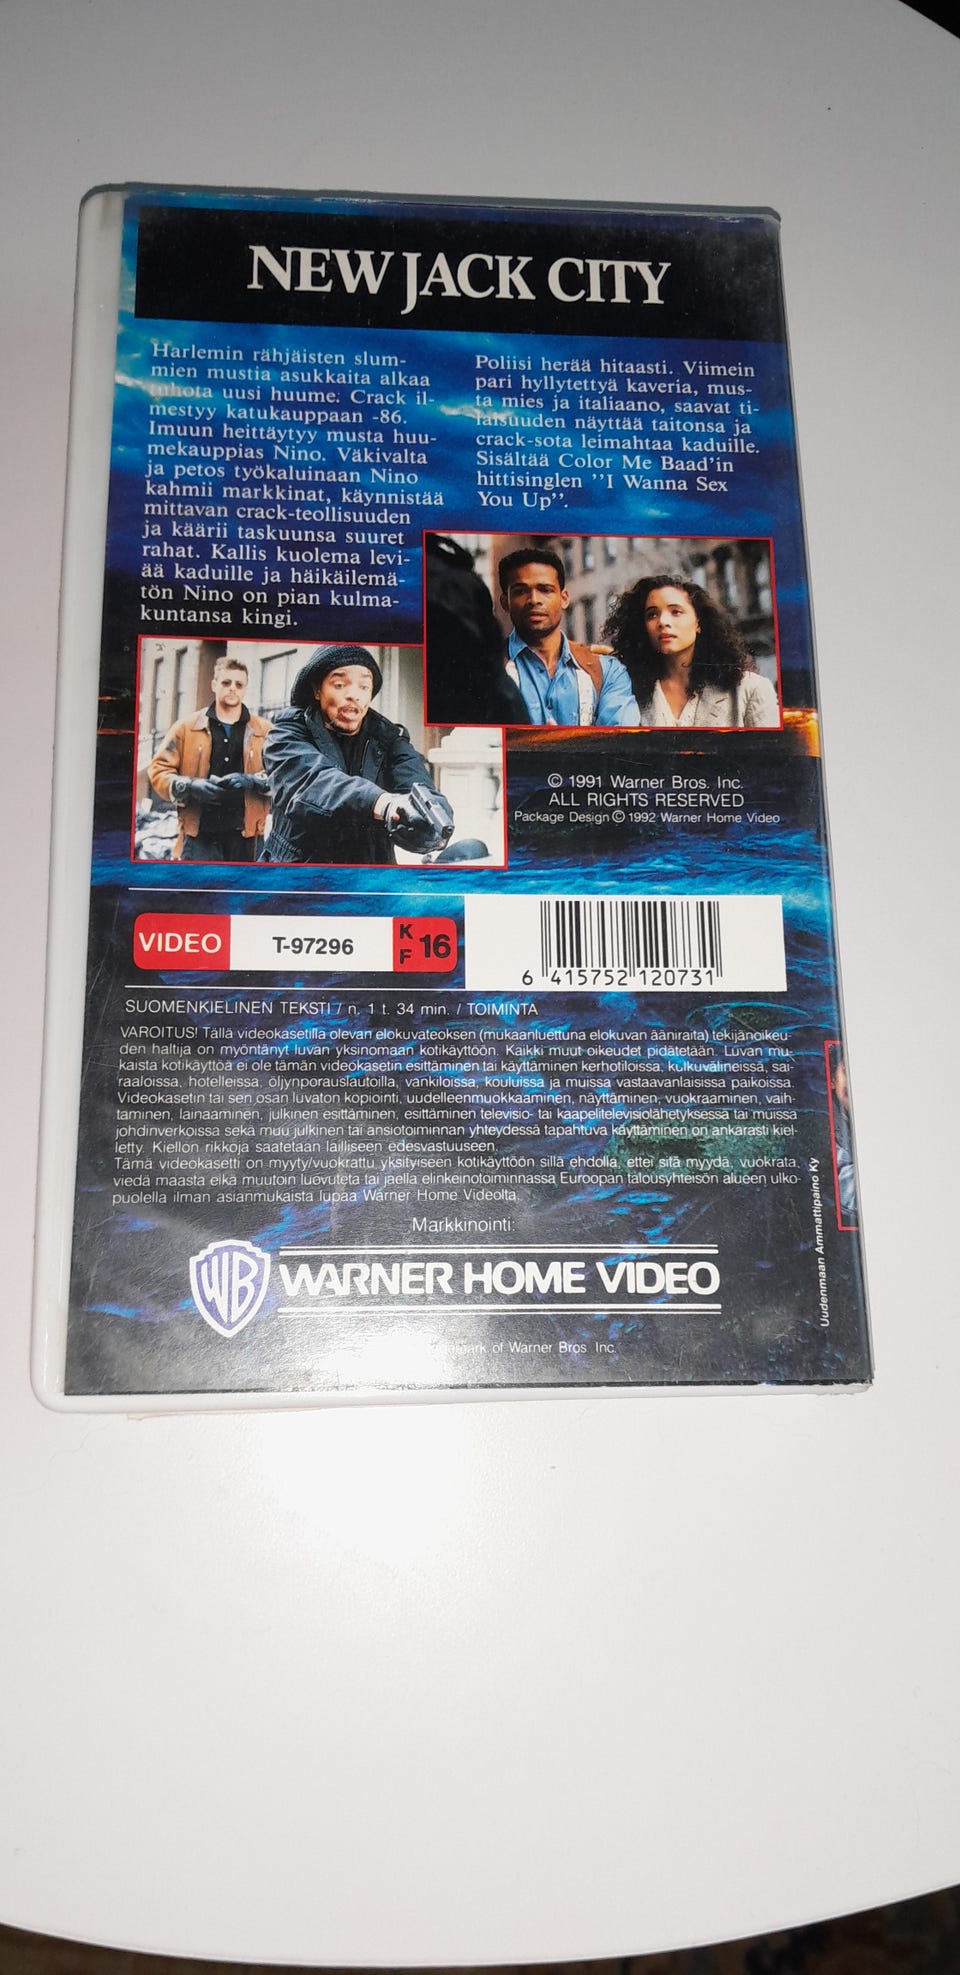 NEW JACK CITY
Harlemin rähjäisten slum-
mien mustia asukkaita alkaa
tuhota uusi huume. Crack il-
mestyy katukauppaan -86.
Imuun heittäytyy musta huu-
mekauppias Nino. Väkivalta
ja petos työkaluinaan Nino
kahmii markkinat, käynnistää
mittavan crack-teollisuuden
ja käärii taskuunsa suuret
rahat. Kallis kuolema levi-
ää kaduille ja häikäilemä-
tön Nino on pian kulma-
kuntansa kingi.
Poliisi herää hitaasti. Viimein
pari hyllytettyä kaveria, mus-
ta mies ja italiaano, saavat ti-
laisuuden näyttää taitonsa ja
crack-sota leimahtaa kaduille.
Sisältää Color Me Baad'in
hittisinglen "I Wanna Sex
You Up".
© 1991 Warner Bros. Inc.
ALL RIGHTS RESERVED
Package Design © 1992 Warner Home Video
VIDEO T-97296 K F 16
6 415752 120731
SUOMENKIELINEN TEKSTI / n. 1 t. 34 min. / TOIMINTA
VAROITUS! Tällä videokasetilla olevan elokuvateoksen (mukaanluettuna elokuvan ääniraita) tekijänoikeu-
den haltija on myöntänyt luvan yksinomaan kotikäyttöön. Kaikki muut oikeudet pidätetään. Luvan mu-
kaista kotikäyttöä ei ole tämän videokasetin esittäminen tai käyttäminen kerhotiloissa, kulkuvälineissä, sai-
raaloissa, hotelleissa, öljynporauslautoilla, vankiloissa, kouluissa ja muissa vastaavanlaisissa paikoissa.
Videokasetin tai sen osan luvaton kopiointi, uudelleenmuokkaaminen, näyttäminen, vuokraaminen, vaih-
taminen, lainaaminen, julkinen esittäminen, esittäminen televisio- tai kaapelitelevisiolähetyksessä tai muissa
johdinverkoissa sekä muu julkinen tai ansiotoiminnan yhteydessä tapahtuva käyttäminen on ankarasti kiel-
letty. Kiellon rikkoja saatetaan lailliseen edesvastuuseen.
Tämä videokasetti on myyty/vuokrattu yksityiseen kotikäyttöön sillä ehdolla, ettei sitä myydä, vuokrata,
viedä maasta eikä muutoin luovuteta tai jaella elinkeinotoiminnassa Euroopan talousyhteisön alueen ulko-
puolella ilman asianmukaista lupaa Warner Home Videolta.
Markkinointi:
WB WARNER HOME VIDEO
of Warner Bros. Inc.
Uudenmaan Ammattipaino Ky